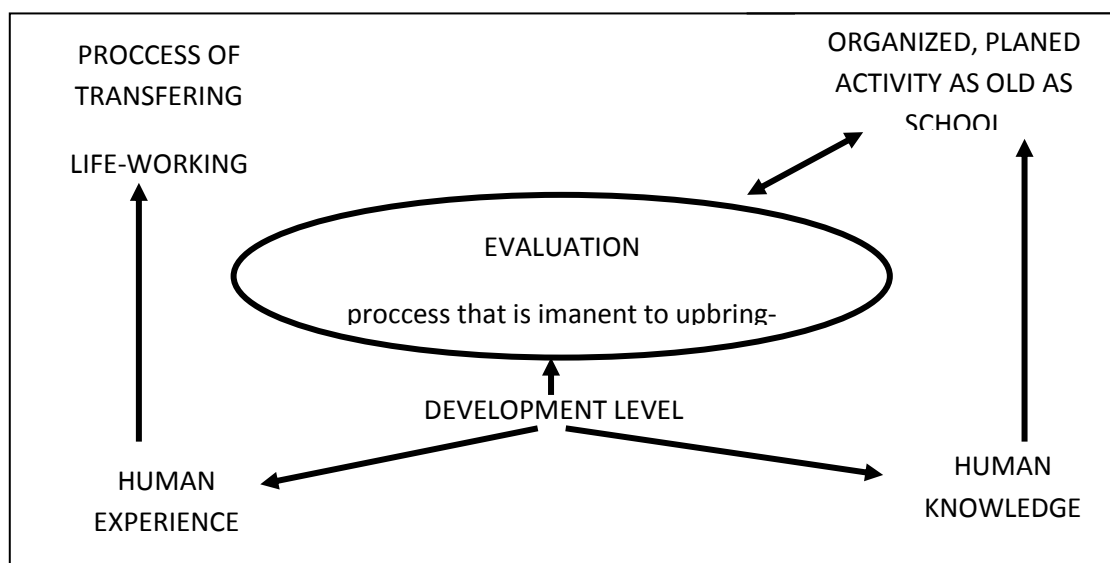 PROCCESS OF
TRANSFERING
LIFE-WORKING
ORGANIZED, PLANED
ACTIVITY AS OLD AS
SCHOOL
EVALUATION
proccess that is imanent to upbring-
DEVELOPMENT LEVEL
HUMAN
EXPERIENCE
HUMAN
KNOWLEDGE